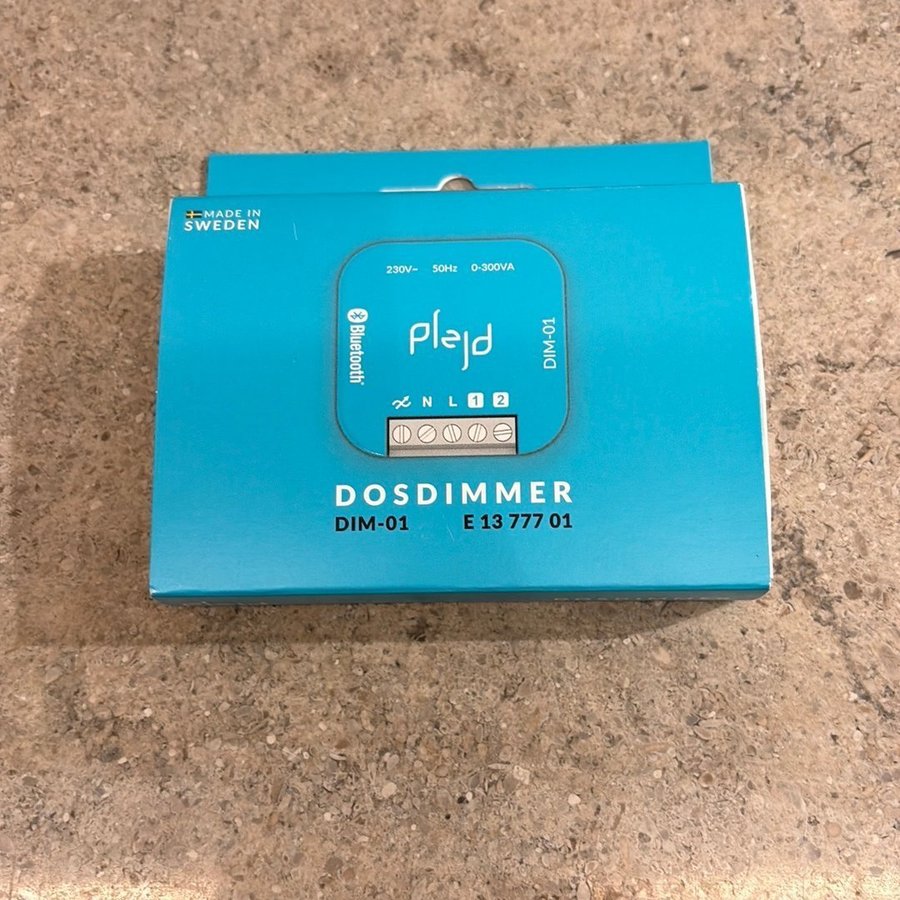 MADE IN
SWEDEN
230V~ 50Hz 0-300VA
Bluetooth®
Plejd
DIM-01
N L 1 2
DOSDIMMER
DIM-01 E 13 777 01